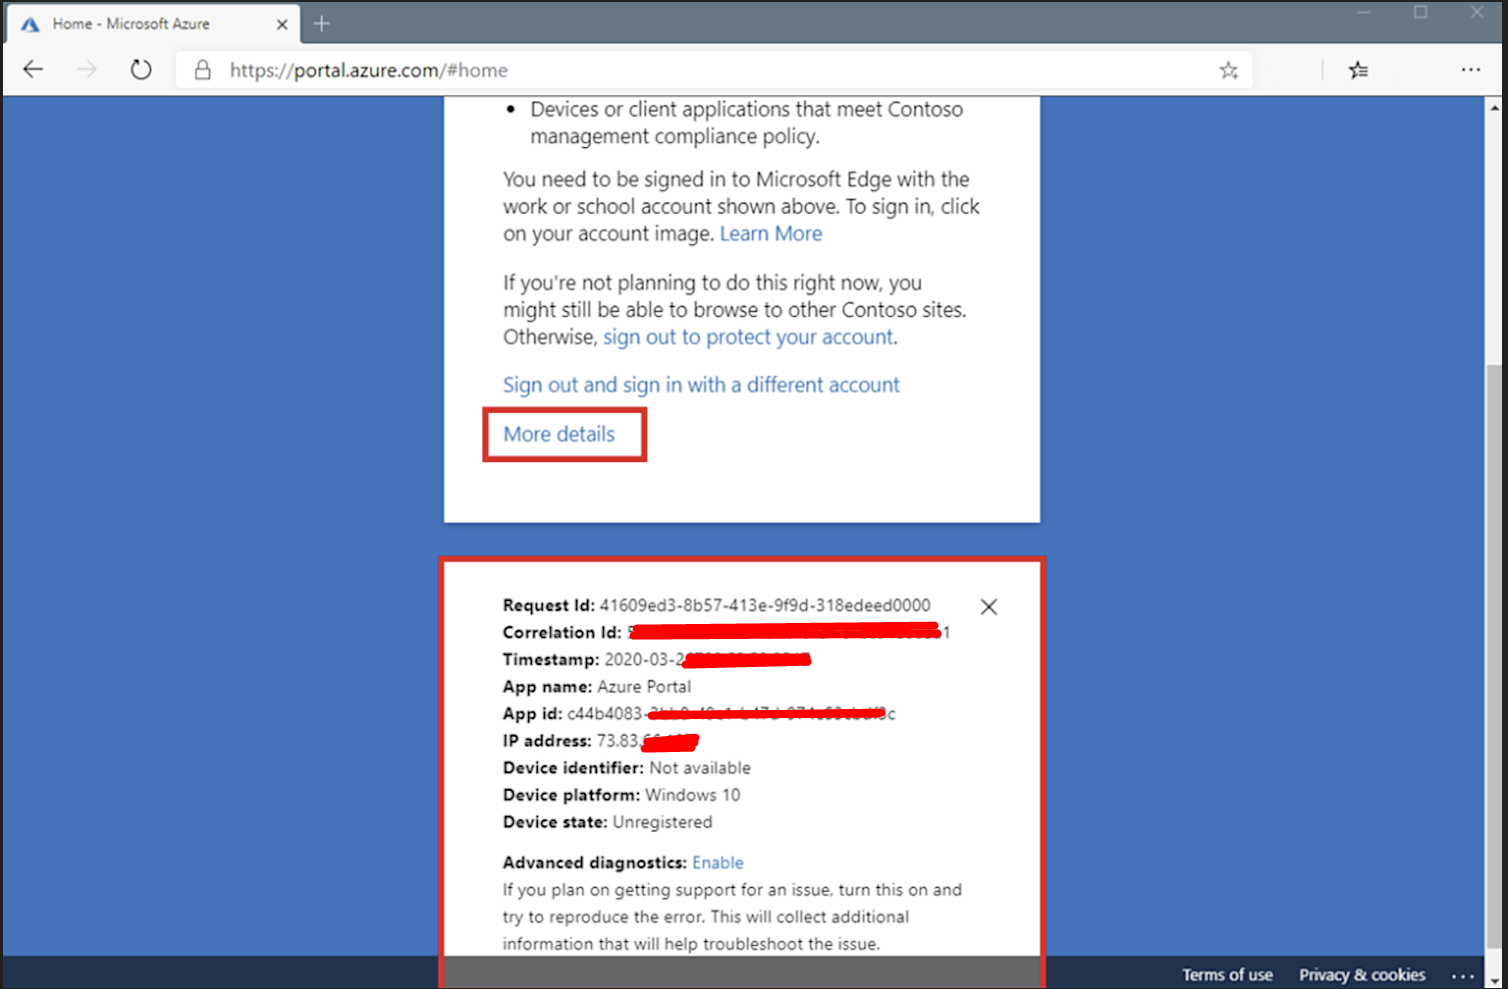 Home - Microsoft Azure
https://portal.azure.com/#home
• Devices or client applications that meet Contoso
management compliance policy.
You need to be signed in to Microsoft Edge with the
work or school account shown above. To sign in, click
on your account image. Learn More
If you're not planning to do this right now, you
might still be able to browse to other Contoso sites.
Otherwise, sign out to protect your account.
Sign out and sign in with a different account
More details
Request Id: 41609ed3-8b57-413e-9f9d-318edeed0000
Correlation Id:
Timestamp: 2020-03-2
App name: Azure Portal
App id: c44b4083-
IP address: 73.83.
Device identifier: Not available
Device platform: Windows 10
Device state: Unregistered
Advanced diagnostics: Enable
If you plan on getting support for an issue, turn this on and
try to reproduce the error. This will collect additional
information that will help troubleshoot the issue.
Terms of use Privacy & cookies ...